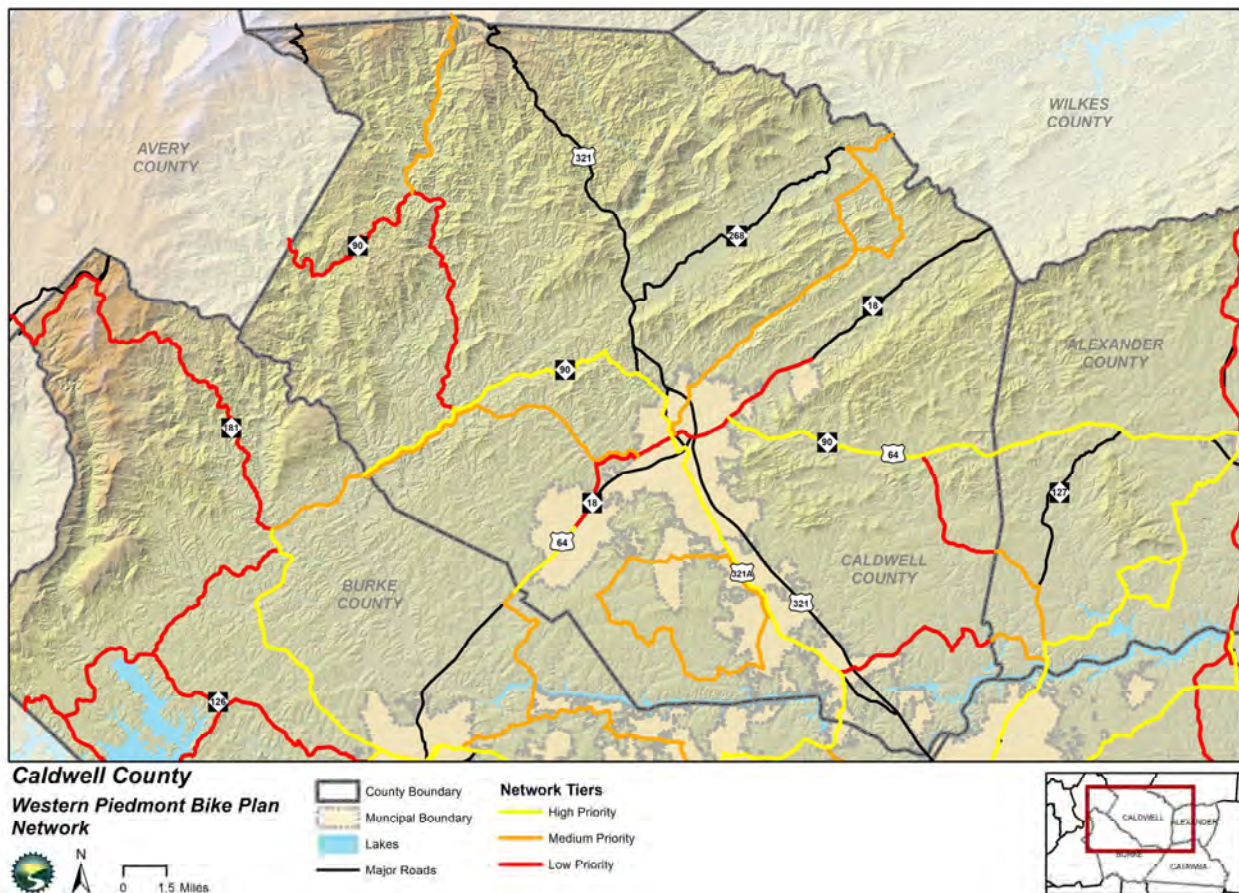 WILKES
COUNTY
AVERY
COUNTY
321
268
90
18
ALEXANDER
COUNTY
90
181
90
64
127
18
64
BURKE
COUNTY
321A
CALDWELL
COUNTY
321
126
Caldwell County
Western Piedmont Bike Plan
Network
N
0 1.5 Miles
County Boundary
Muncipal Boundary
Lakes
Major Roads
Network Tiers
High Priority
Medium Priority
Low Priority
CALDWELL
ALEXANDER
BURKE
CATAWBA